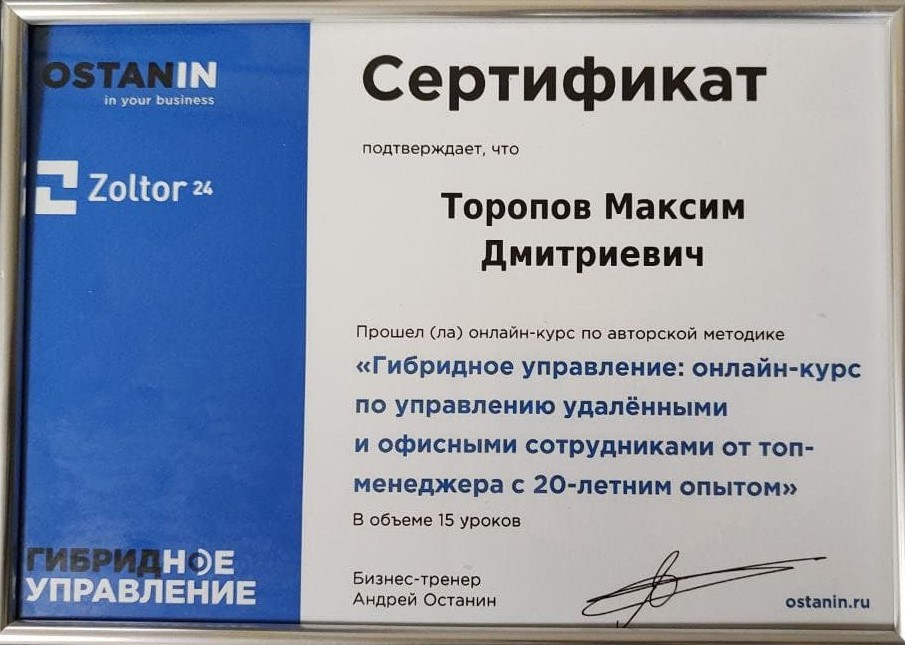 OSTANIN
in your business
Zoltor 24
ГИБРИДНОЕ
УПРАВЛЕНИЕ
Сертификат
подтверждает, что
Торопов Максим
Дмитриевич
Прошел (ла) онлайн-курс по авторской методике
«Гибридное управление: онлайн-курс
по управлению удалёнными
и офисными сотрудниками от топ-
менеджера с 20-летним опытом»
В объеме 15 уроков
Бизнес-тренер
Андрей Останин
ostanin.ru